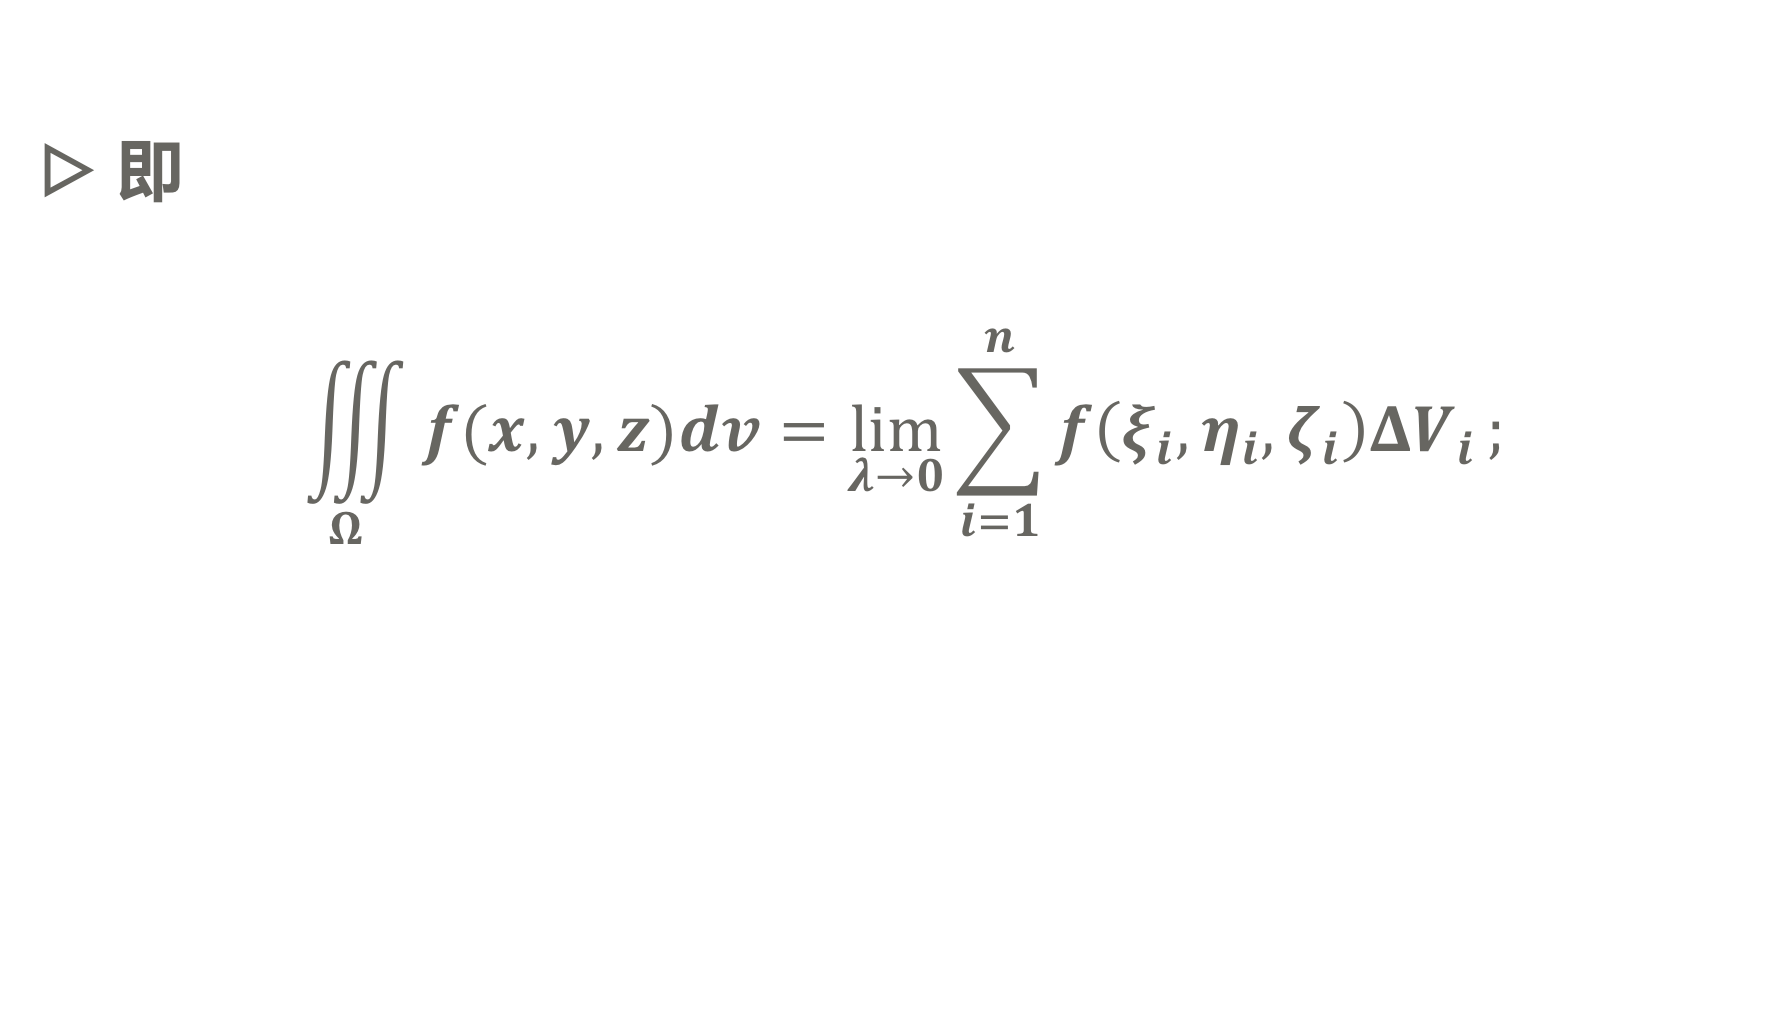 ▷ 即
∭_Ω f(x, y, z)dv = lim_{λ→0} ∑_{i=1}^{n} f(ξ_i, η_i, ζ_i)ΔV_i ;